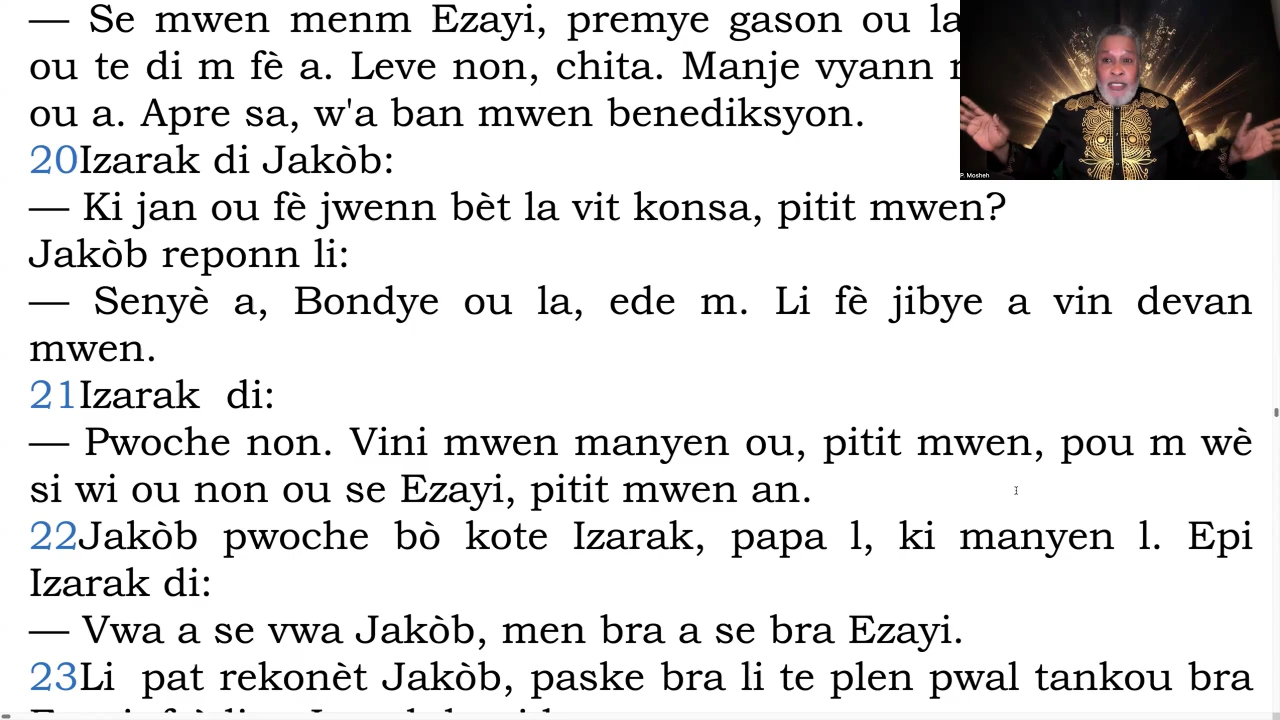 — Se mwen menm Ezayi, premye gason ou la
ou te di m fè a. Leve non, chita. Manje vyann
ou a. Apre sa, w'a ban mwen benediksyon.
20Izarak di Jakòb:
— Ki jan ou fè jwenn bèt la vit konsa, pitit mwen?
Jakòb reponn li:
— Senyè a, Bondye ou la, ede m. Li fè jibye a vin devan
mwen.
21Izarak di:
— Pwoche non. Vini mwen manyen ou, pitit mwen, pou m wè
si wi ou non ou se Ezayi, pitit mwen an.
22Jakòb pwoche bò kote Izarak, papa l, ki manyen l. Epi
Izarak di:
— Vwa a se vwa Jakòb, men bra a se bra Ezayi.
23Li pat rekonèt Jakòb, paske bra li te plen pwal tankou bra
P. Mosheh